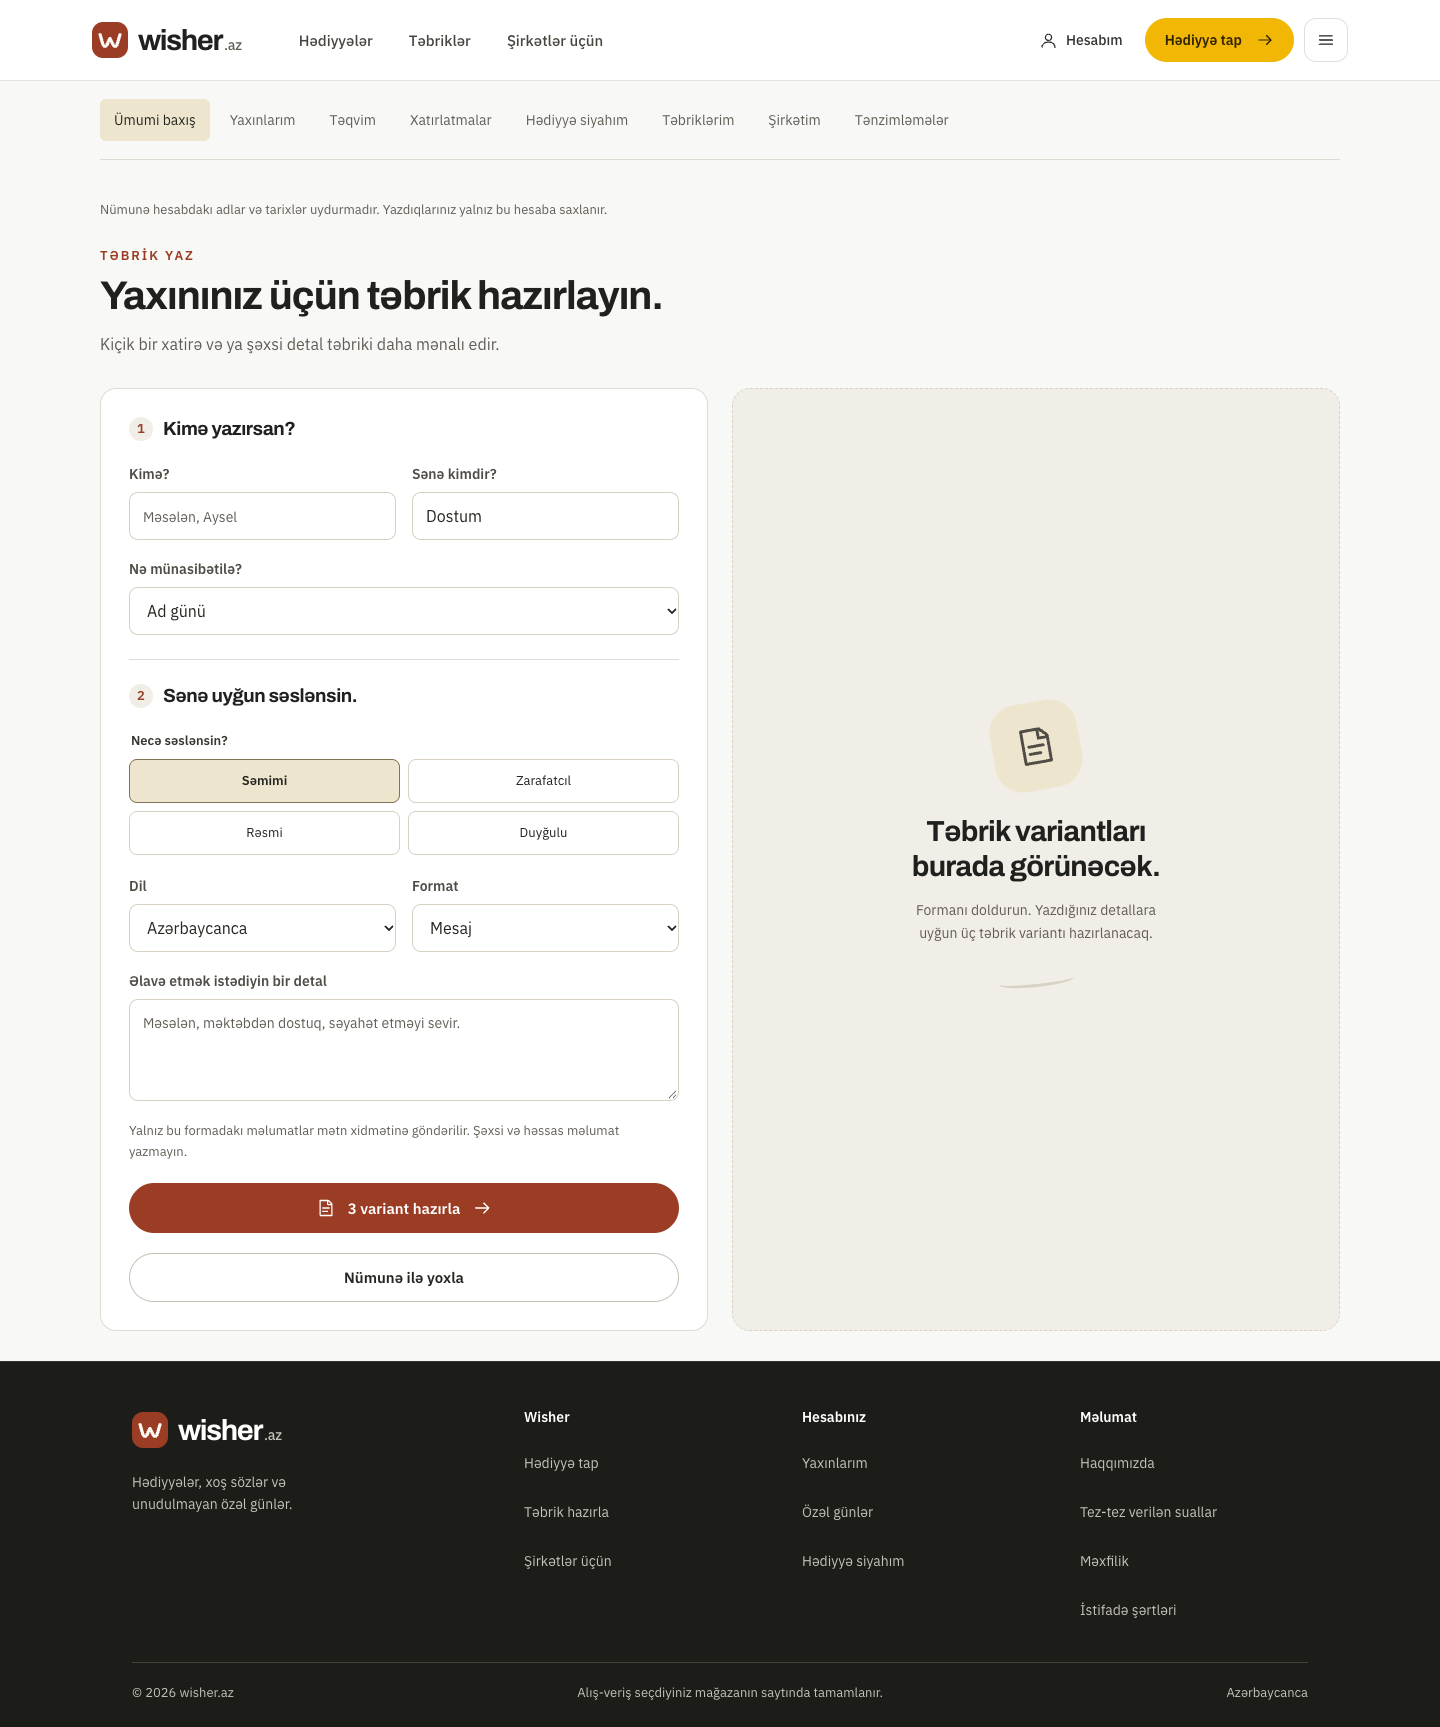 wisher.az
Hədiyyələr
Təbriklər
Şirkətlər üçün
Hesabım
Hədiyyə tap
Ümumi baxış
Yaxınlarım
Təqvim
Xatırlatmalar
Hədiyyə siyahım
Təbriklərim
Şirkətim
Tənzimləmələr
Nümunə hesabdakı adlar və tarixlər uydurmadır. Yazdıqlarınız yalnız bu hesaba saxlanır.
TƏBRİK YAZ
Yaxınınız üçün təbrik hazırlayın.
Kiçik bir xatirə və ya şəxsi detal təbriki daha mənalı edir.
1 Kimə yazırsan?
Kimə?
Sənə kimdir?
Məsələn, Aysel
Dostum
Nə münasibətilə?
Ad günü
2 Sənə uyğun səslənsin.
Necə səslənsin?
Səmimi
Zarafatcıl
Rəsmi
Duyğulu
Dil
Format
Azərbaycanca
Mesaj
Əlavə etmək istədiyin bir detal
Məsələn, məktəbdən dostuq, səyahət etməyi sevir.
Yalnız bu formadakı məlumatlar mətn xidmətinə göndərilir. Şəxsi və həssas məlumat
yazmayın.
3 variant hazırla
Nümunə ilə yoxla
Təbrik variantları
burada görünəcək.
Formanı doldurun. Yazdığınız detallara
uyğun üç təbrik variantı hazırlanacaq.
wisher.az
Hədiyyələr, xoş sözlər və
unudulmayan özəl günlər.
Wisher
Hədiyyə tap
Təbrik hazırla
Şirkətlər üçün
Hesabınız
Yaxınlarım
Özəl günlər
Hədiyyə siyahım
Məlumat
Haqqımızda
Tez-tez verilən suallar
Məxfilik
İstifadə şərtləri
© 2026 wisher.az
Alış-veriş seçdiyiniz mağazanın saytında tamamlanır.
Azərbaycanca